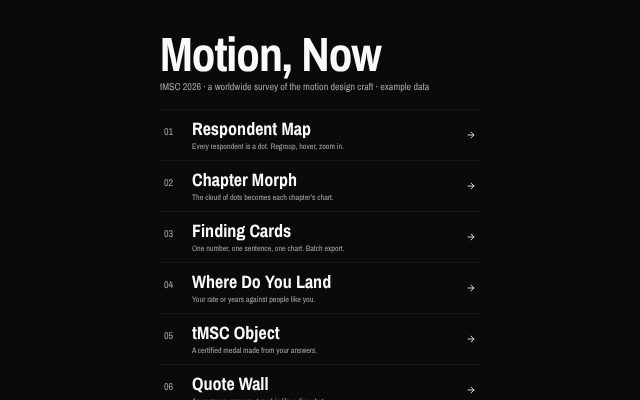 Motion, Now
tMSC 2026 · a worldwide survey of the motion design craft · example data
01
Respondent Map
Every respondent is a dot. Regroup, hover, zoom in.
02
Chapter Morph
The cloud of dots becomes each chapter's chart.
03
Finding Cards
One number, one sentence, one chart. Batch export.
04
Where Do You Land
Your rate or years against people like you.
05
tMSC Object
A certified medal made from your answers.
06
Quote Wall